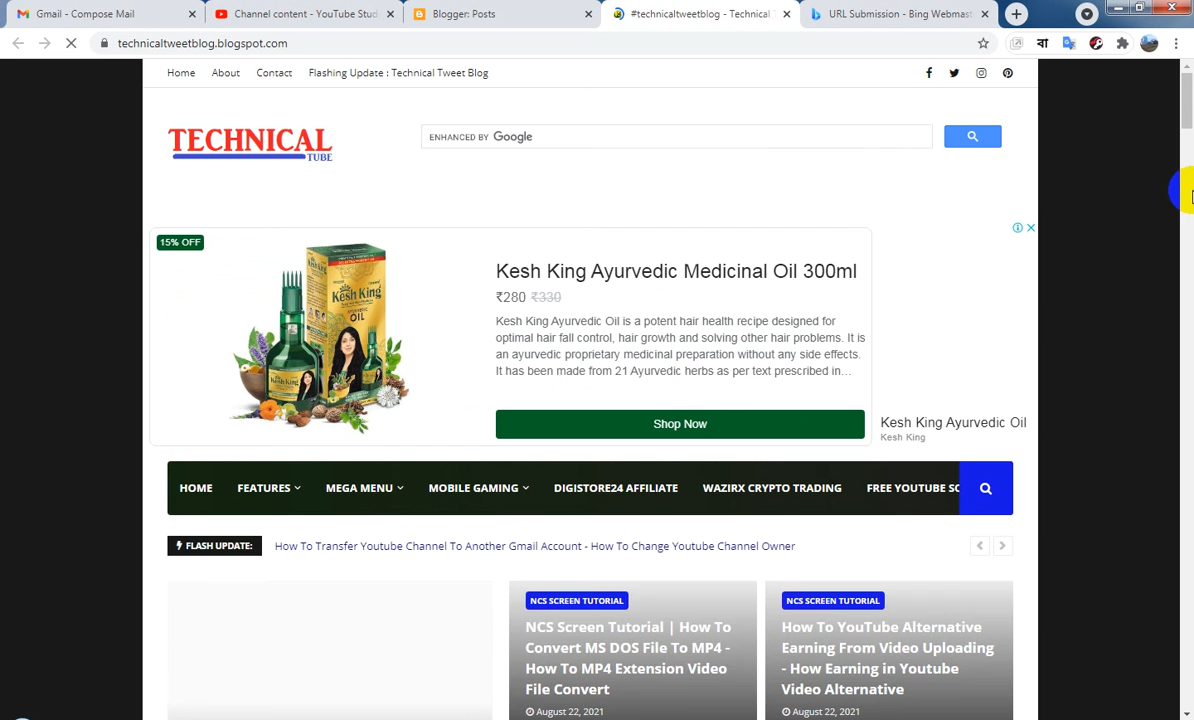 Gmail - Compose Mail
Channel content - YouTube Stud
Blogger: Posts
#technicaltweetblog - Technical T
URL Submission - Bing Webmast
technicaltweetblog.blogspot.com
বা
Home
About
Contact
Flashing Update : Technical Tweet Blog
TECHNICAL
TUBE
ENHANCED BY Google
15% OFF
Kesh King
OIL
Kesh King Ayurvedic Medicinal Oil 300ml
₹280 ₹330
Kesh King Ayurvedic Oil is a potent hair health recipe designed for
optimal hair fall control, hair growth and solving other hair problems. It is
an ayurvedic proprietary medicinal preparation without any side effects.
It has been made from 21 Ayurvedic herbs as per text prescribed in...
Shop Now
Kesh King Ayurvedic Oil
Kesh King
HOME
FEATURES
MEGA MENU
MOBILE GAMING
DIGISTORE24 AFFILIATE
WAZIRX CRYPTO TRADING
FREE YOUTUBE SC
FLASH UPDATE:
How To Transfer Youtube Channel To Another Gmail Account - How To Change Youtube Channel Owner
NCS SCREEN TUTORIAL
NCS Screen Tutorial | How To
Convert MS DOS File To MP4 -
How To MP4 Extension Video
File Convert
August 22, 2021
NCS SCREEN TUTORIAL
How To YouTube Alternative
Earning From Video Uploading
- How Earning in Youtube
Video Alternative
August 22, 2021